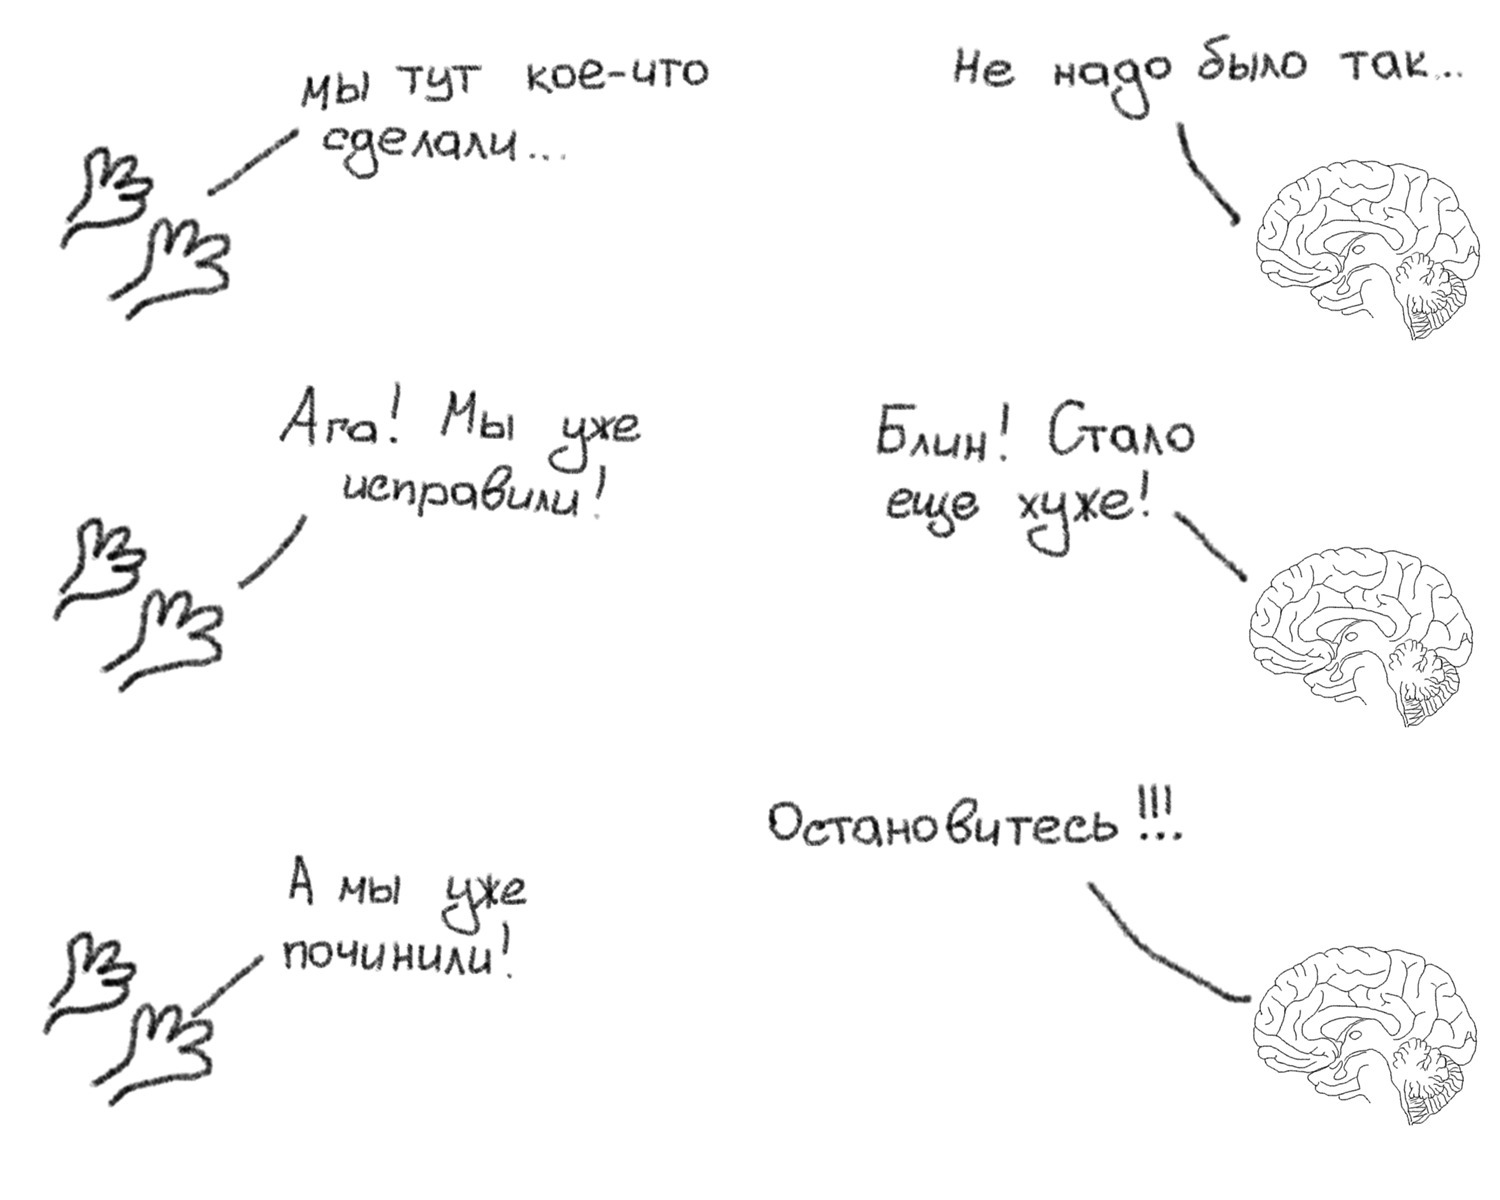 мы тут кое-что
сделали...
Не надо было так...
Ага! Мы уже
исправили!
Блин! Стало
еще хуже!
А мы уже
починили!
Остановитесь!!!